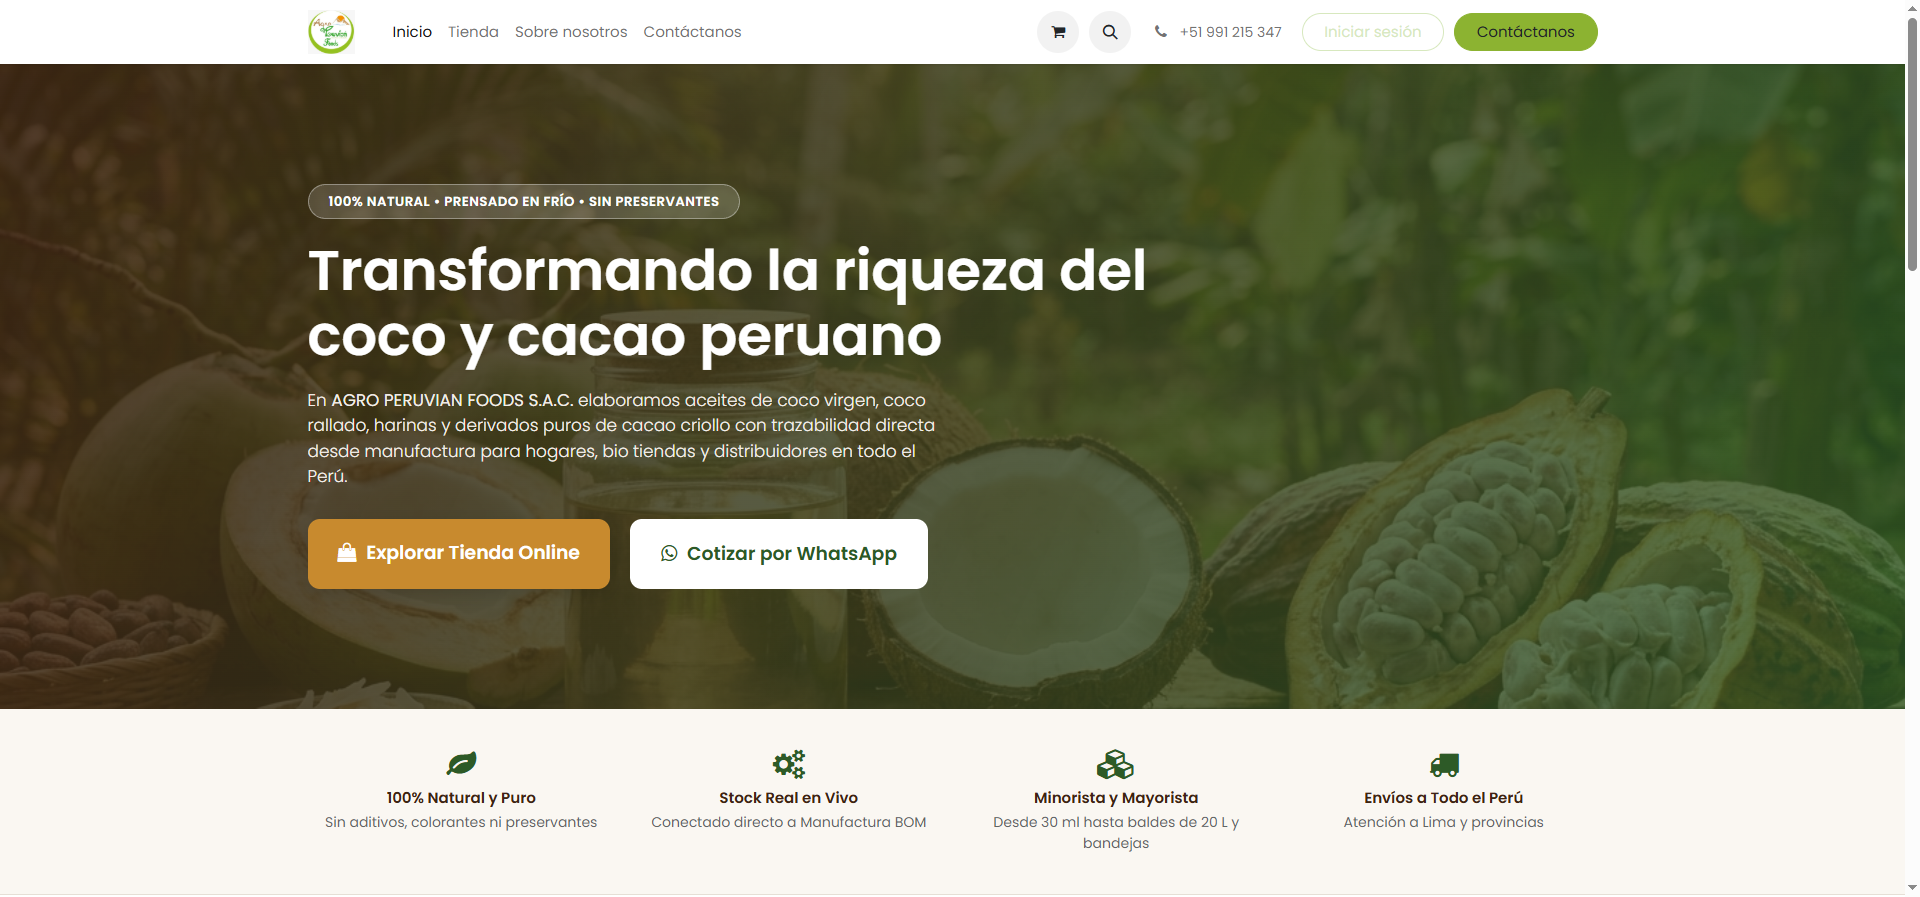 Agro
Peruvian
Foods
Inicio
Tienda
Sobre nosotros
Contáctanos
+51 991 215 347
Iniciar sesión
Contáctanos
100% NATURAL • PRENSADO EN FRÍO • SIN PRESERVANTES
Transformando la riqueza del
coco y cacao peruano
En AGRO PERUVIAN FOODS S.A.C. elaboramos aceites de coco virgen, coco
rallado, harinas y derivados puros de cacao criollo con trazabilidad directa
desde manufactura para hogares, bio tiendas y distribuidores en todo el
Perú.
Explorar Tienda Online
Cotizar por WhatsApp
100% Natural y Puro
Sin aditivos, colorantes ni preservantes
Stock Real en Vivo
Conectado directo a Manufactura BOM
Minorista y Mayorista
Desde 30 ml hasta baldes de 20 L y
bandejas
Envíos a Todo el Perú
Atención a Lima y provincias